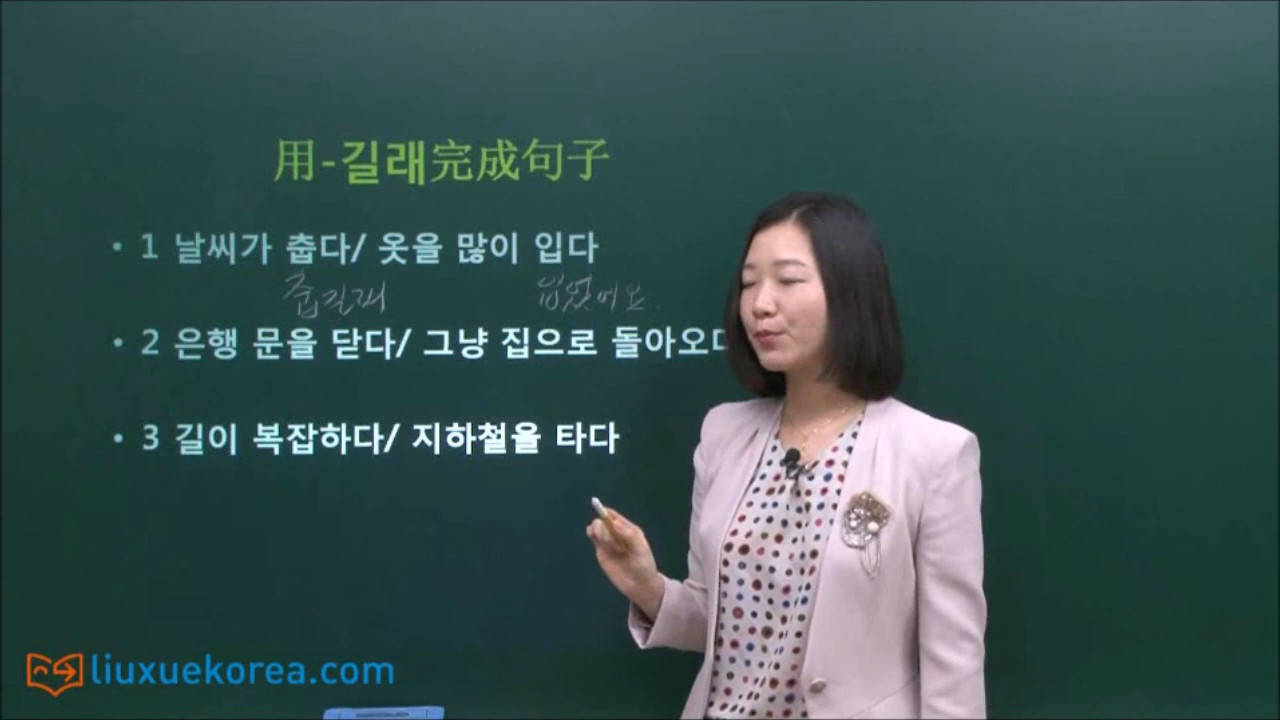 用-길래完成句子
• 1 날씨가 춥다/ 옷을 많이 입다
춥길래 입었어요.
• 2 은행 문을 닫다/ 그냥 집으로 돌아오다
• 3 길이 복잡하다/ 지하철을 타다
liuxuekorea.com